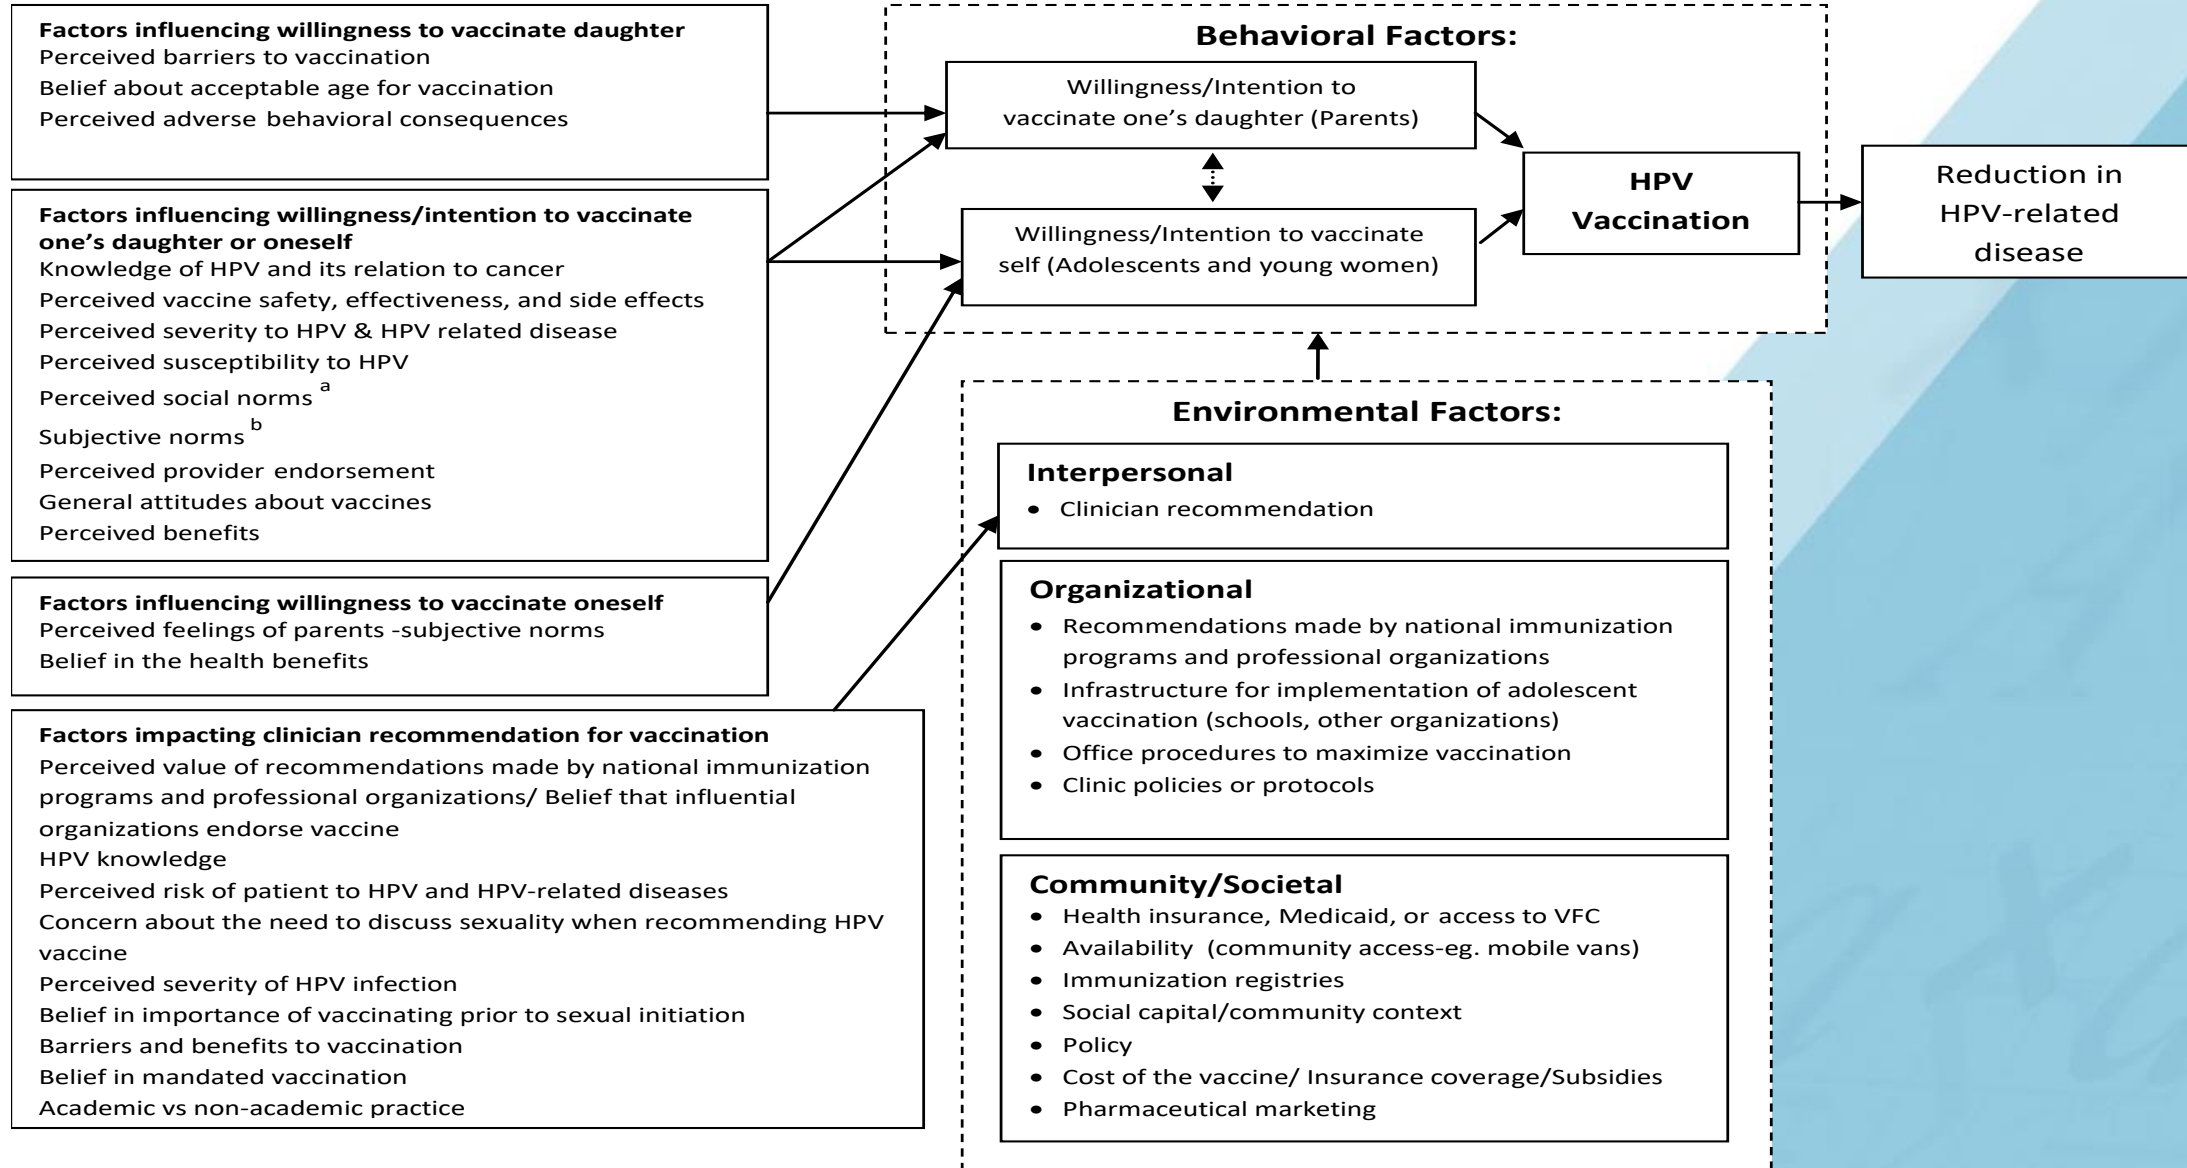 Factors influencing willingness to vaccinate daughter
Perceived barriers to vaccination
Belief about acceptable age for vaccination
Perceived adverse behavioral consequences
Factors influencing willingness/intention to vaccinate
one’s daughter or oneself
Knowledge of HPV and its relation to cancer
Perceived vaccine safety, effectiveness, and side effects
Perceived severity to HPV & HPV related disease
Perceived susceptibility to HPV
Perceived social norms a
Subjective norms b
Perceived provider endorsement
General attitudes about vaccines
Perceived benefits
Factors influencing willingness to vaccinate oneself
Perceived feelings of parents -subjective norms
Belief in the health benefits
Factors impacting clinician recommendation for vaccination
Perceived value of recommendations made by national immunization
programs and professional organizations/ Belief that influential
organizations endorse vaccine
HPV knowledge
Perceived risk of patient to HPV and HPV-related diseases
Concern about the need to discuss sexuality when recommending HPV
vaccine
Perceived severity of HPV infection
Belief in importance of vaccinating prior to sexual initiation
Barriers and benefits to vaccination
Belief in mandated vaccination
Academic vs non-academic practice
Behavioral Factors:
Willingness/Intention to
vaccinate one’s daughter (Parents)
Willingness/Intention to vaccinate
self (Adolescents and young women)
HPV
Vaccination
Reduction in
HPV-related
disease
Environmental Factors:
Interpersonal
• Clinician recommendation
Organizational
• Recommendations made by national immunization
programs and professional organizations
• Infrastructure for implementation of adolescent
vaccination (schools, other organizations)
• Office procedures to maximize vaccination
• Clinic policies or protocols
Community/Societal
• Health insurance, Medicaid, or access to VFC
• Availability (community access-eg. mobile vans)
• Immunization registries
• Social capital/community context
• Policy
• Cost of the vaccine/ Insurance coverage/Subsidies
• Pharmaceutical marketing